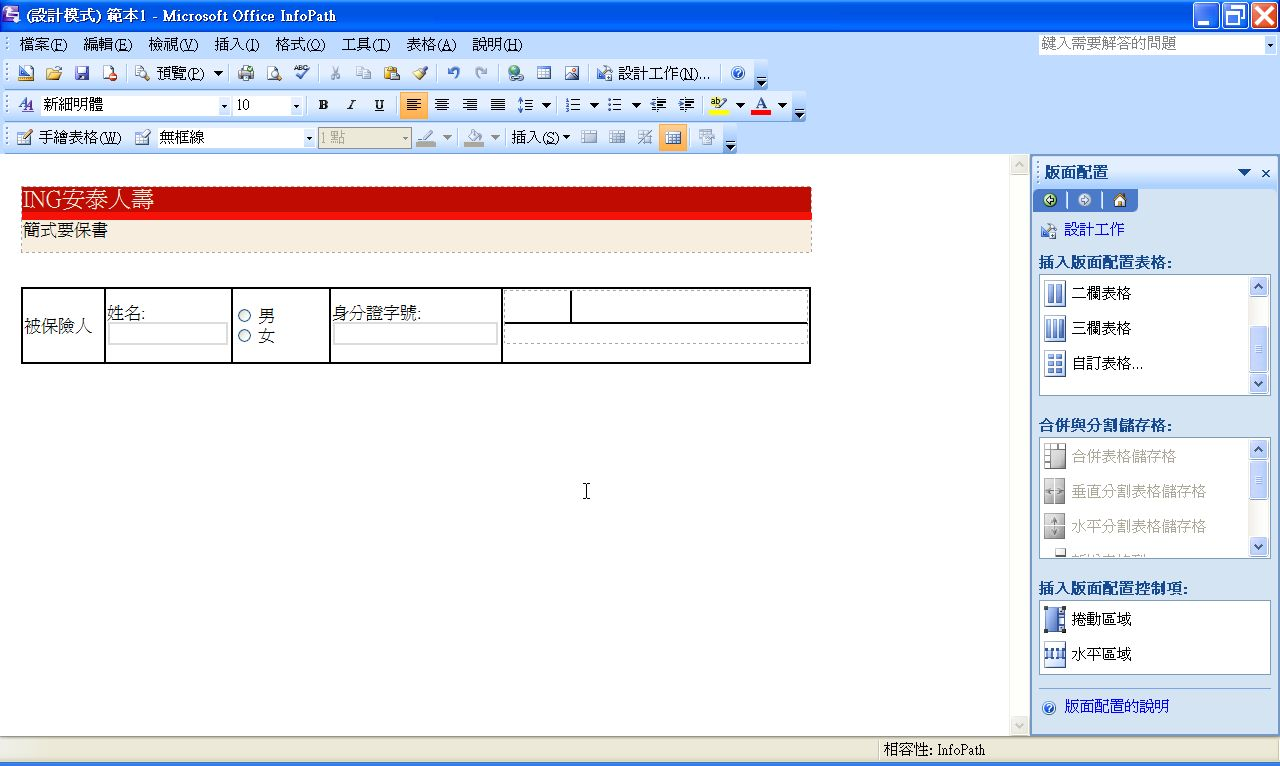 (設計模式) 範本1 - Microsoft Office InfoPath
檔案(F) 編輯(E) 檢視(V) 插入(I) 格式(O) 工具(T) 表格(A) 說明(H) 鍵入需要解答的問題
預覽(P) 設計工作(N)...
新細明體 10 B I U
手繪表格(W) 無框線 1 點 插入(S)
ING安泰人壽
簡式要保書
被保險人 姓名: 男 女 身分證字號:
版面配置
設計工作
插入版面配置表格:
二欄表格
三欄表格
自訂表格...
合併與分割儲存格:
合併表格儲存格
垂直分割表格儲存格
水平分割表格儲存格
插入版面配置控制項:
捲動區域
水平區域
版面配置的說明
相容性: InfoPath